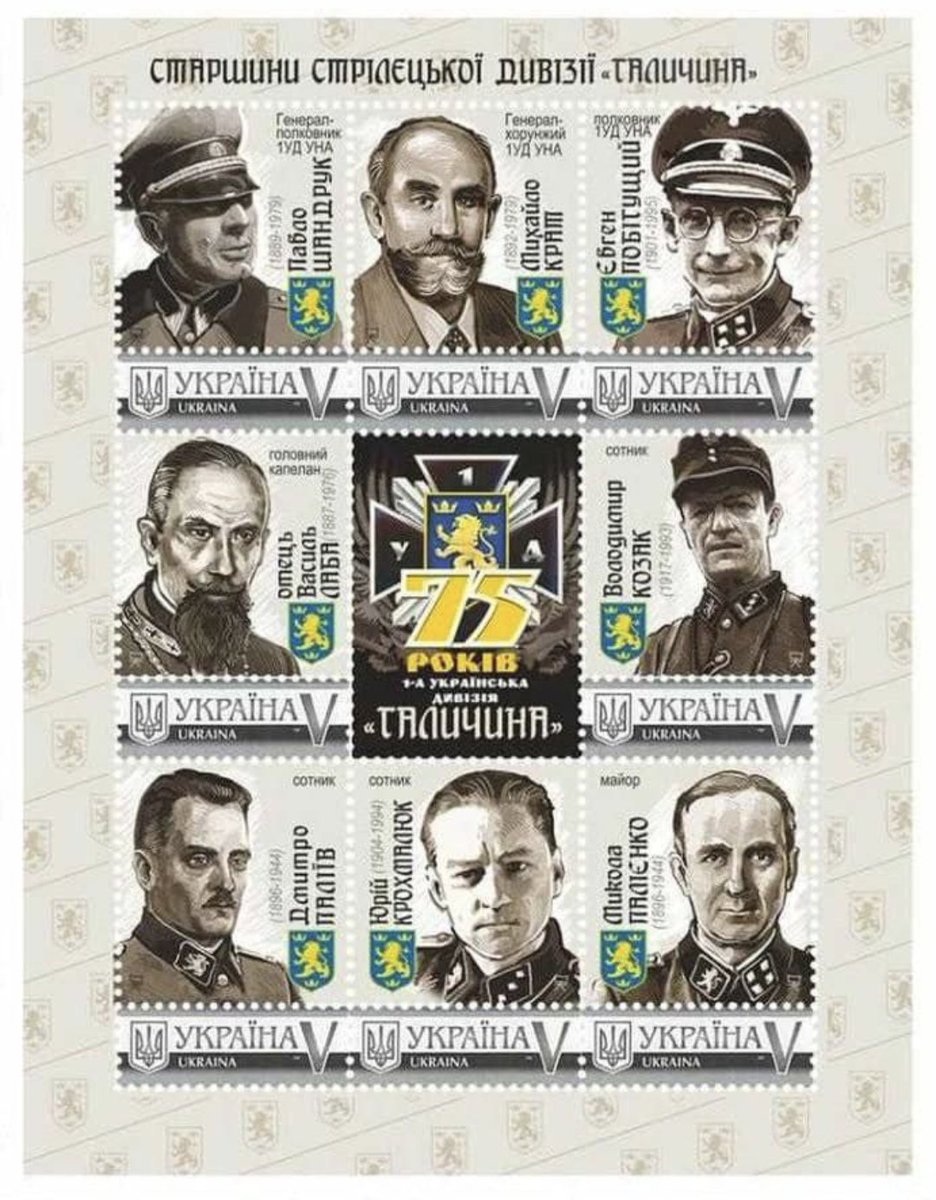 СТАРШИНИ СТРІЛЕЦЬКОЇ ДИВІЗІЇ «ГАЛИЧИНА»
Генерал-
полковник
1УД УНА
Павло
ШАНДРУК
(1889-1979)
УКРАЇНА V
UKRAINA
Генерал-
хорунжий
1УД УНА
Михайло
КРАТ
(1892-1979)
УКРАЇНА V
UKRAINA
полковник
1УД УНА
Євген
ПОБІГУЩИЙ
(1901-1995)
УКРАЇНА V
UKRAINA
головний
капелан
отець
Василь
ЛАБА
(1887-1976)
УКРАЇНА V
UKRAINA
1
У Д
75
РОКІВ
1-А УКРАЇНСЬКА
ДИВІЗІЯ
«ГАЛИЧИНА»
сотник
Володимир
КОЗАК
(1917-1993)
УКРАЇНА V
UKRAINA
сотник
Дмитро
ПАЛІЇВ
(1896-1944)
УКРАЇНА V
UKRAINA
сотник
Юрій (1904-1994)
КРОХМАЛЮК
УКРАЇНА V
UKRAINA
майор
Микола
ПАЛІЄНКО
(1896-1944)
УКРАЇНА V
UKRAINA